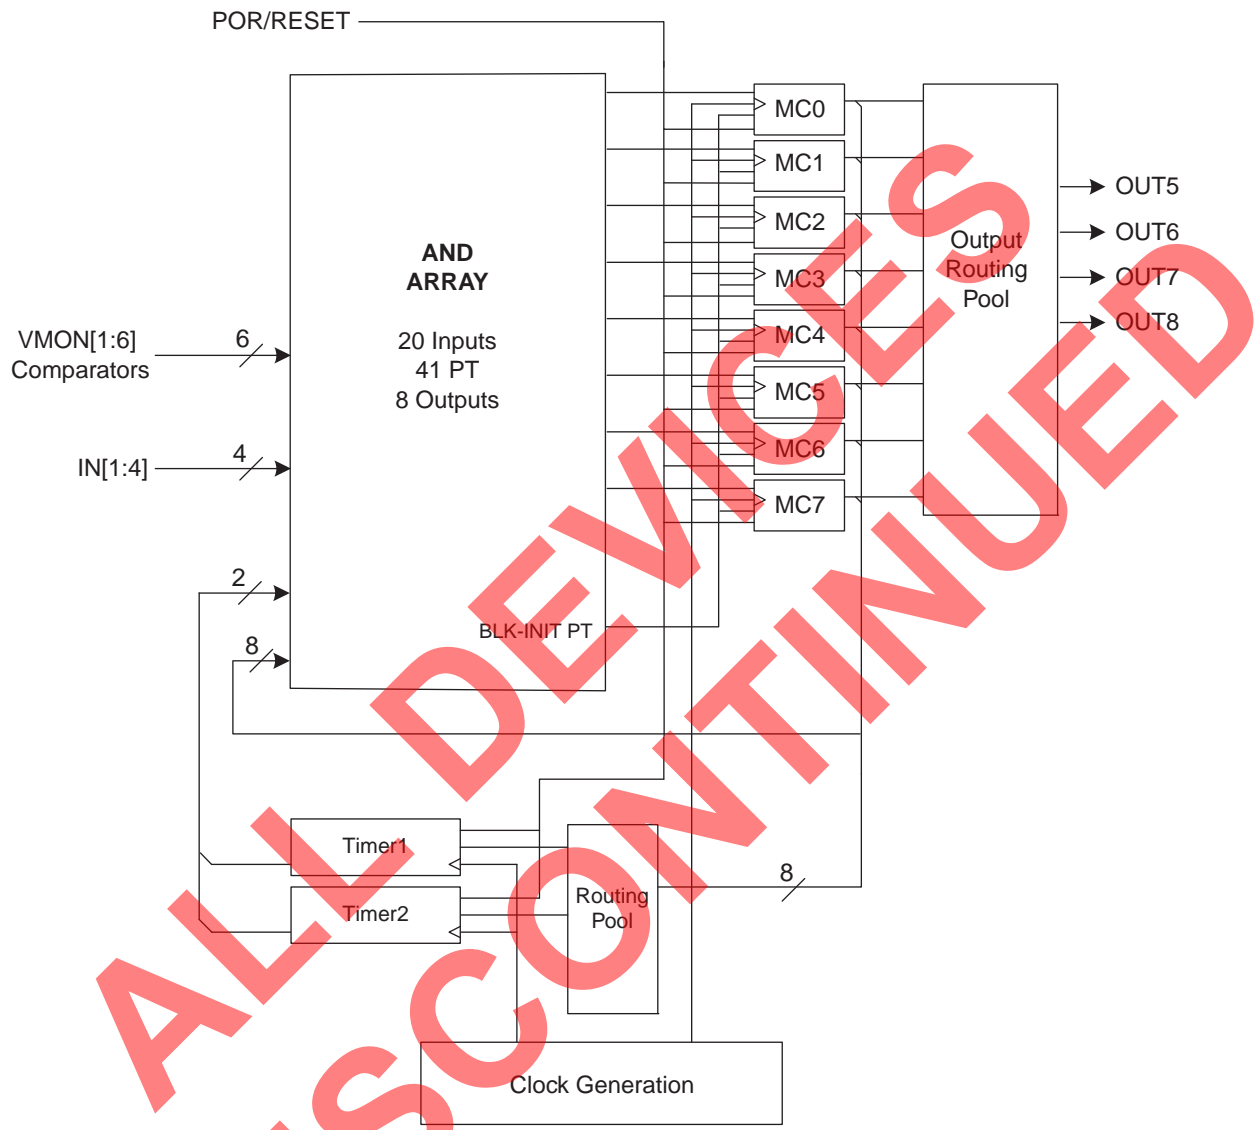 POR/RESET
AND
ARRAY
20 Inputs
41 PT
8 Outputs
VMON[1:6]
Comparators
6
IN[1:4]
4
2
8
BLK-INIT PT
MC0
MC1
MC2
MC3
MC4
MC5
MC6
MC7
Output
Routing
Pool
OUT5
OUT6
OUT7
OUT8
Timer1
Timer2
Routing
Pool
8
Clock Generation
ALL DEVICES
ISCONTINUED